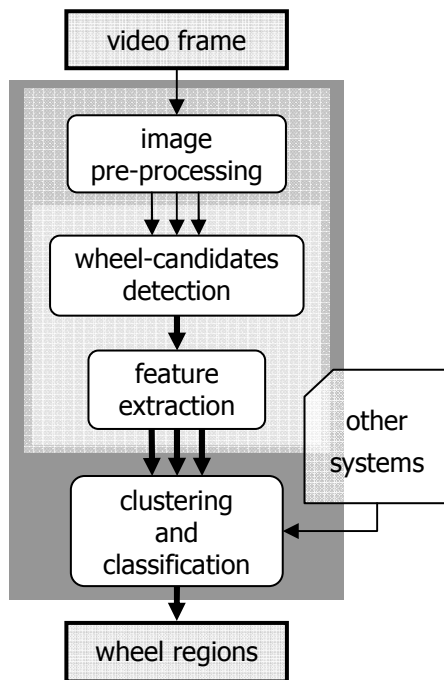 video frame
image
pre-processing
wheel-candidates
detection
feature
extraction
other
systems
clustering
and
classification
wheel regions